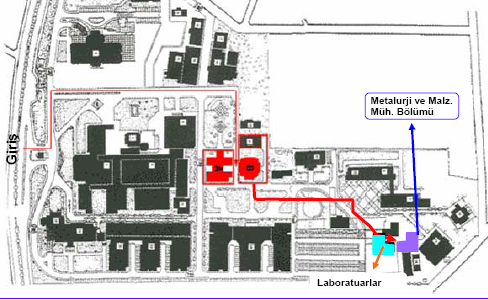 Metalurji ve Malz.
Müh. Bölümü
Giriş
Laboratuarlar